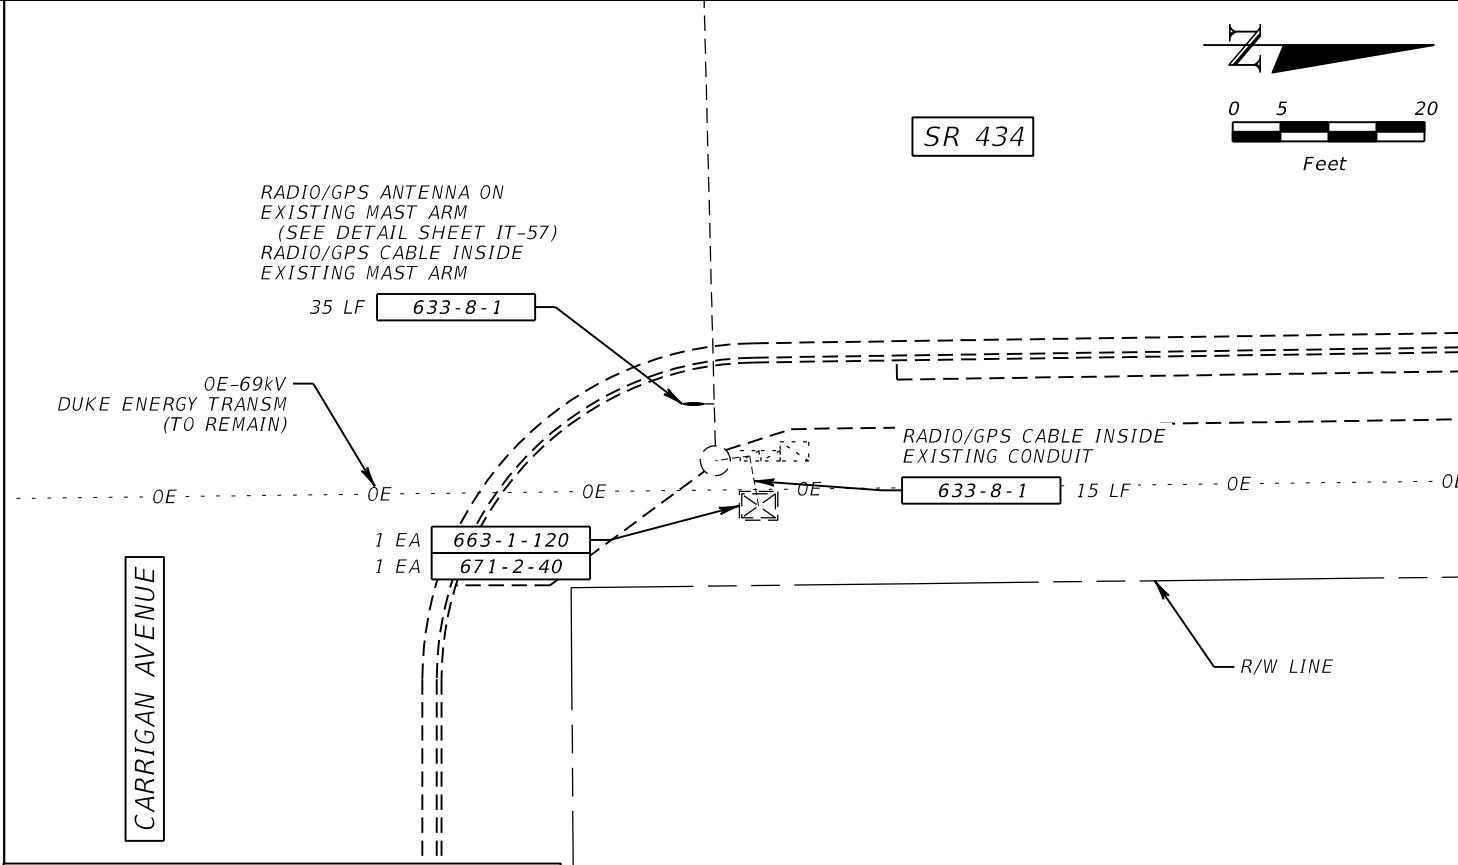 N
0 5 20
Feet
SR 434
RADIO/GPS ANTENNA ON
EXISTING MAST ARM
(SEE DETAIL SHEET IT-57)
RADIO/GPS CABLE INSIDE
EXISTING MAST ARM
35 LF 633-8-1
OE-69kV
DUKE ENERGY TRANSM
(TO REMAIN)
RADIO/GPS CABLE INSIDE
EXISTING CONDUIT
633-8-1 15 LF
OE OE OE OE OE OE
1 EA 663-1-120
1 EA 671-2-40
CARRIGAN AVENUE
R/W LINE